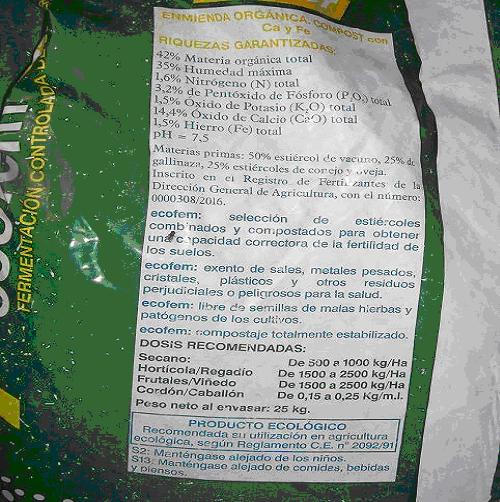 ENMIENDA ORGÁNICA. COMPOST con
Ca y Fe
RIQUEZAS GARANTIZADAS:
42% Materia orgánica total
35% Humedad máxima
1,6% Nitrógeno (N) total
3,2% de Pentóxido de Fósforo (P₂O₅) total
1,5% Óxido de Potasio (K₂O) total
14,4% Óxido de Calcio (CaO) total
1,5% Hierro (Fe) total
pH = 7,5
Materias primas: 50% estiércol de vacuno, 25% de
gallinaza, 25% estiércoles de conejo y oveja.
Inscrito en el Registro de Fertilizantes de la
Dirección General de Agricultura, con el número:
0000308/2016.
ecofem: selección de estiércoles
combinados y compostados para obtener
una capacidad correctora de la fertilidad de
los suelos.
ecofem: exento de sales, metales pesados,
cristales, plásticos y otros residuos
perjudiciales o peligrosos para la salud.
ecofem: libre de semillas de malas hierbas y
patógenos de los cultivos.
ecofem: compostaje totalmente estabilizado.
DOSIS RECOMENDADAS:
Secano: De 500 a 1000 kg/Ha
Hortícola/Regadío De 1500 a 2500 kg/Ha
Frutales/Viñedo De 1500 a 2500 kg/Ha
Cordón/Caballón De 0,15 a 0,25 Kg/m.l.
Peso neto al envasar: 25 kg.
PRODUCTO ECOLÓGICO
Recomendada su utilización en agricultura
ecológica, según Reglamento C.E. nº 2092/91
S2: Manténgase alejado de los niños.
S13: Manténgase alejado de comidas, bebidas
y piensos.
FERMENTACIÓN CONTROLADA